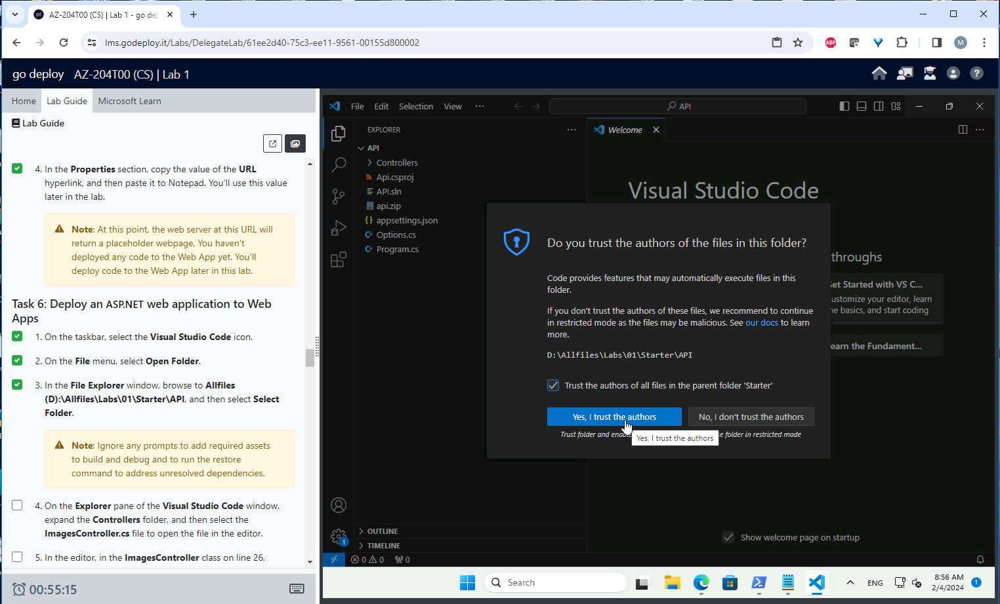 AZ-204T00 (CS) | Lab 1 - go dep
lms.godeploy.it/Labs/DelegateLab/61ee2d40-75c3-ee11-9561-00155d800002
ABP
M
go deploy AZ-204T00 (CS) | Lab 1
Home Lab Guide Microsoft Learn
Lab Guide
4. In the Properties section, copy the value of the URL
hyperlink, and then paste it to Notepad. You'll use this value
later in the lab.
Note: At this point, the web server at this URL will
return a placeholder webpage. You haven't
deployed any code to the Web App yet. You'll
deploy code to the Web App later in this lab.
Task 6: Deploy an ASP.NET web application to Web
Apps
1. On the taskbar, select the Visual Studio Code icon.
2. On the File menu, select Open Folder.
3. In the File Explorer window, browse to Allfiles
(D):\Allfiles\Labs\01\Starter\API, and then select Select
Folder.
Note: Ignore any prompts to add required assets
to build and debug and to run the restore
command to address unresolved dependencies.
4. On the Explorer pane of the Visual Studio Code window,
expand the Controllers folder, and then select the
ImagesController.cs file to open the file in the editor.
5. In the editor, in the ImagesController class on line 26,
00:55:15
File Edit Selection View ···
API
EXPLORER
API
Controllers
Api.csproj
API.sln
api.zip
appsettings.json
Options.cs
Program.cs
OUTLINE
TIMELINE
1
0 0 0
Welcome
Visual Studio Code
throughs
Get Started with VS C...
ustomize your editor, learn
he basics, and start coding
earn the Fundament...
Show welcome page on startup
Do you trust the authors of the files in this folder?
Code provides features that may automatically execute files in this
folder.
If you don't trust the authors of these files, we recommend to continue
in restricted mode as the files may be malicious. See our docs to learn
more.
D:\Allfiles\Labs\01\Starter\API
Trust the authors of all files in the parent folder 'Starter'
Yes, I trust the authors No, I don't trust the authors
Trust folder and enab folder in restricted mode
Yes, I trust the authors
Search
ENG
8:56 AM
2/4/2024
1